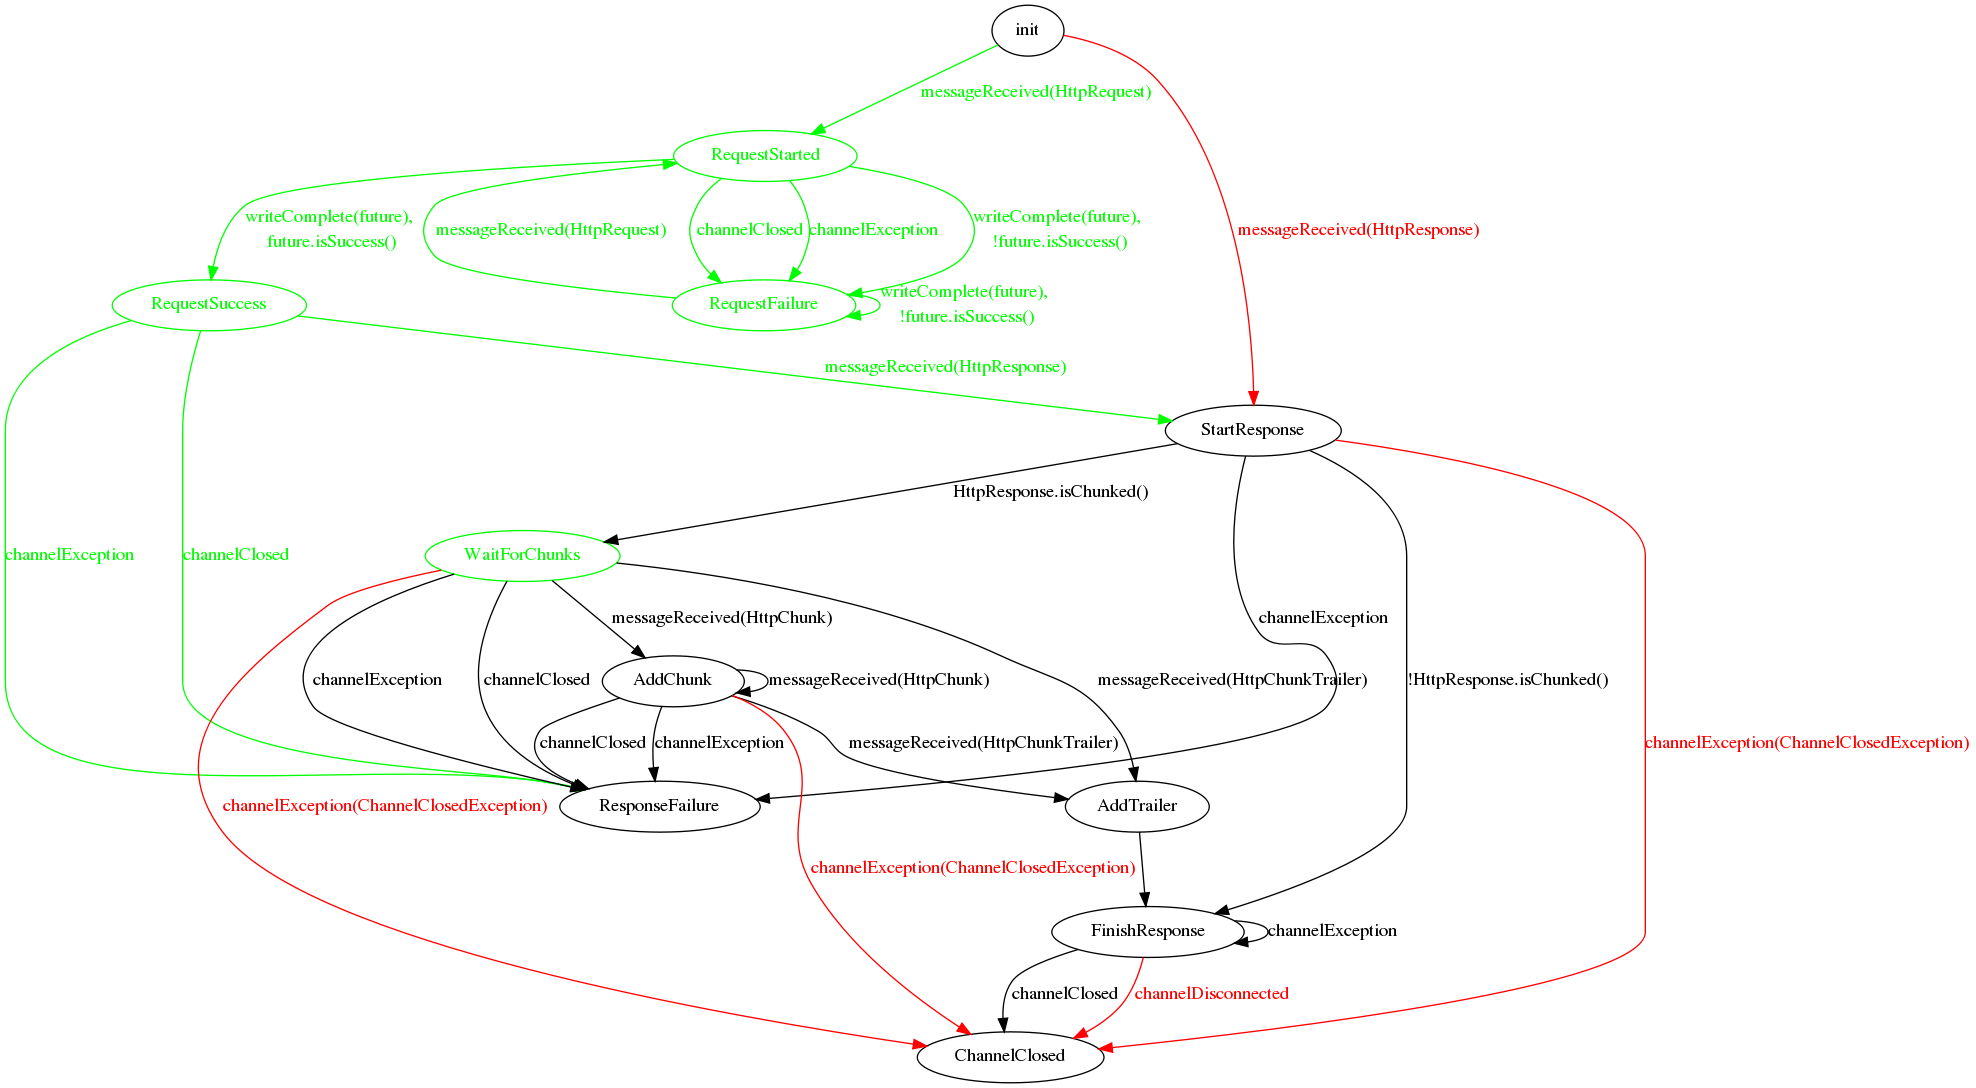 init
messageReceived(HttpRequest)
RequestStarted
writeComplete(future),
future.isSuccess()
messageReceived(HttpRequest)
channelClosed
channelException
writeComplete(future),
!future.isSuccess()
messageReceived(HttpResponse)
RequestSuccess
RequestFailure
writeComplete(future),
!future.isSuccess()
messageReceived(HttpResponse)
StartResponse
HttpResponse.isChunked()
channelException
channelClosed
WaitForChunks
messageReceived(HttpChunk)
channelException
channelException
channelClosed
AddChunk
messageReceived(HttpChunk)
messageReceived(HttpChunkTrailer)
!HttpResponse.isChunked()
channelClosed
channelException
messageReceived(HttpChunkTrailer)
channelException(ChannelClosedException)
channelException(ChannelClosedException)
ResponseFailure
AddTrailer
channelException(ChannelClosedException)
FinishResponse
channelException
channelClosed
channelDisconnected
ChannelClosed